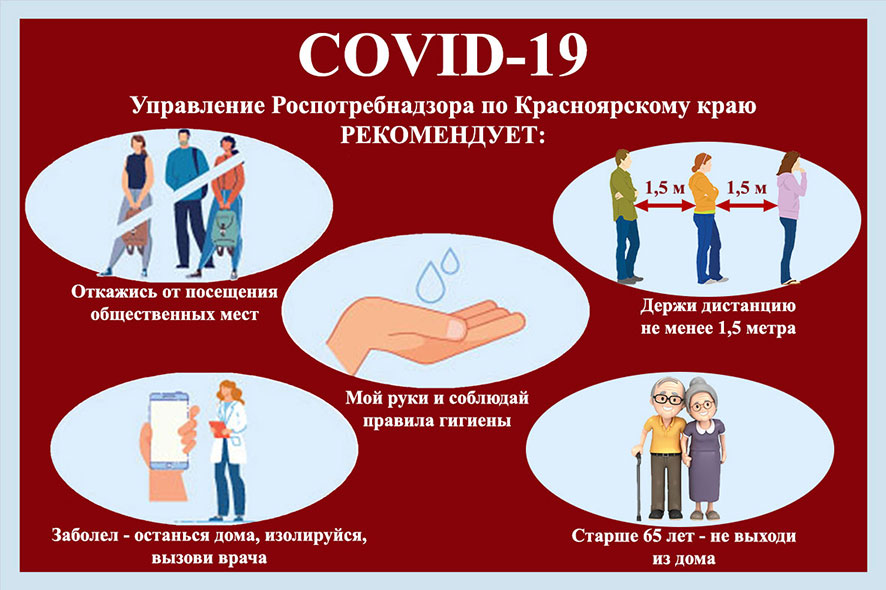 COVID-19
Управление Роспотребнадзора по Красноярскому краю
РЕКОМЕНДУЕТ:
Откажись от посещения
общественных мест
1,5 м
1,5 м
Держи дистанцию
не менее 1,5 метра
Мой руки и соблюдай
правила гигиены
Заболел - останься дома, изолируйся,
вызови врача
Старше 65 лет - не выходи
из дома